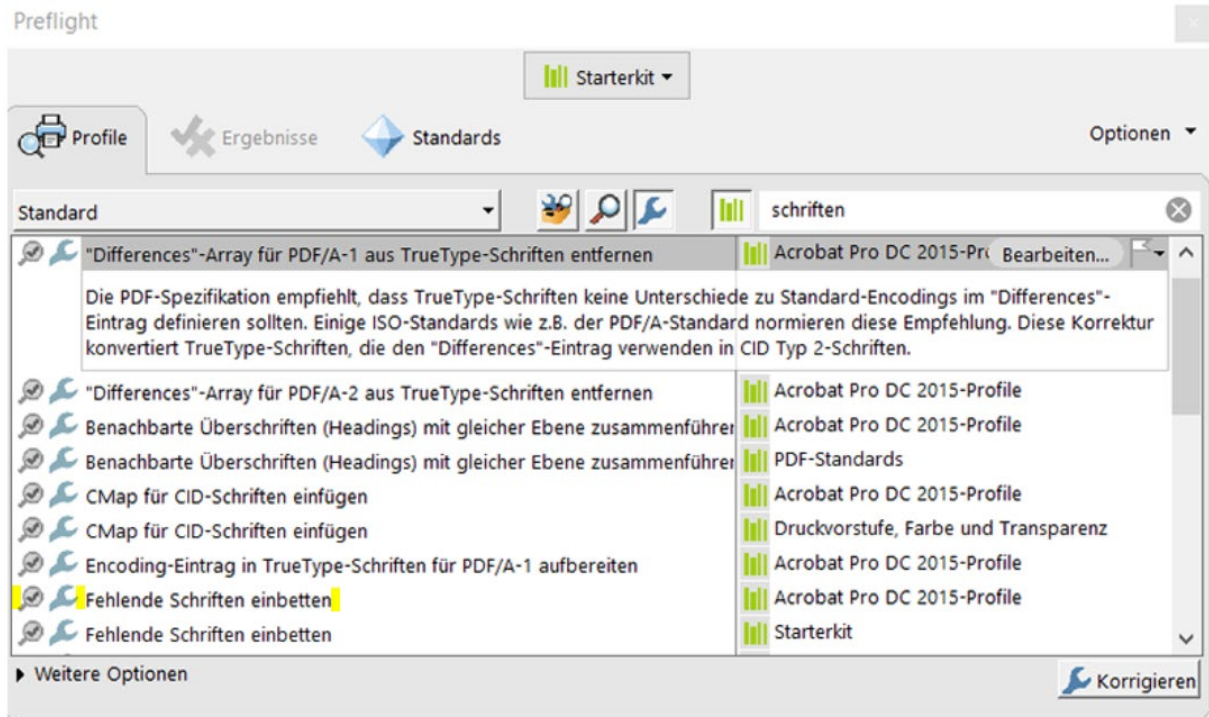 Preflight
Starterkit
Profile Ergebnisse Standards Optionen
Standard schriften
"Differences"-Array für PDF/A-1 aus TrueType-Schriften entfernen Acrobat Pro DC 2015-Pro Bearbeiten...
Die PDF-Spezifikation empfiehlt, dass TrueType-Schriften keine Unterschiede zu Standard-Encodings im "Differences"-
Eintrag definieren sollten. Einige ISO-Standards wie z.B. der PDF/A-Standard normieren diese Empfehlung. Diese Korrektur
konvertiert TrueType-Schriften, die den "Differences"-Eintrag verwenden in CID Typ 2-Schriften.
"Differences"-Array für PDF/A-2 aus TrueType-Schriften entfernen Acrobat Pro DC 2015-Profile
Benachbarte Überschriften (Headings) mit gleicher Ebene zusammenführen Acrobat Pro DC 2015-Profile
Benachbarte Überschriften (Headings) mit gleicher Ebene zusammenführen PDF-Standards
CMap für CID-Schriften einfügen Acrobat Pro DC 2015-Profile
CMap für CID-Schriften einfügen Druckvorstufe, Farbe und Transparenz
Encoding-Eintrag in TrueType-Schriften für PDF/A-1 aufbereiten Acrobat Pro DC 2015-Profile
Fehlende Schriften einbetten Acrobat Pro DC 2015-Profile
Fehlende Schriften einbetten Starterkit
Weitere Optionen Korrigieren